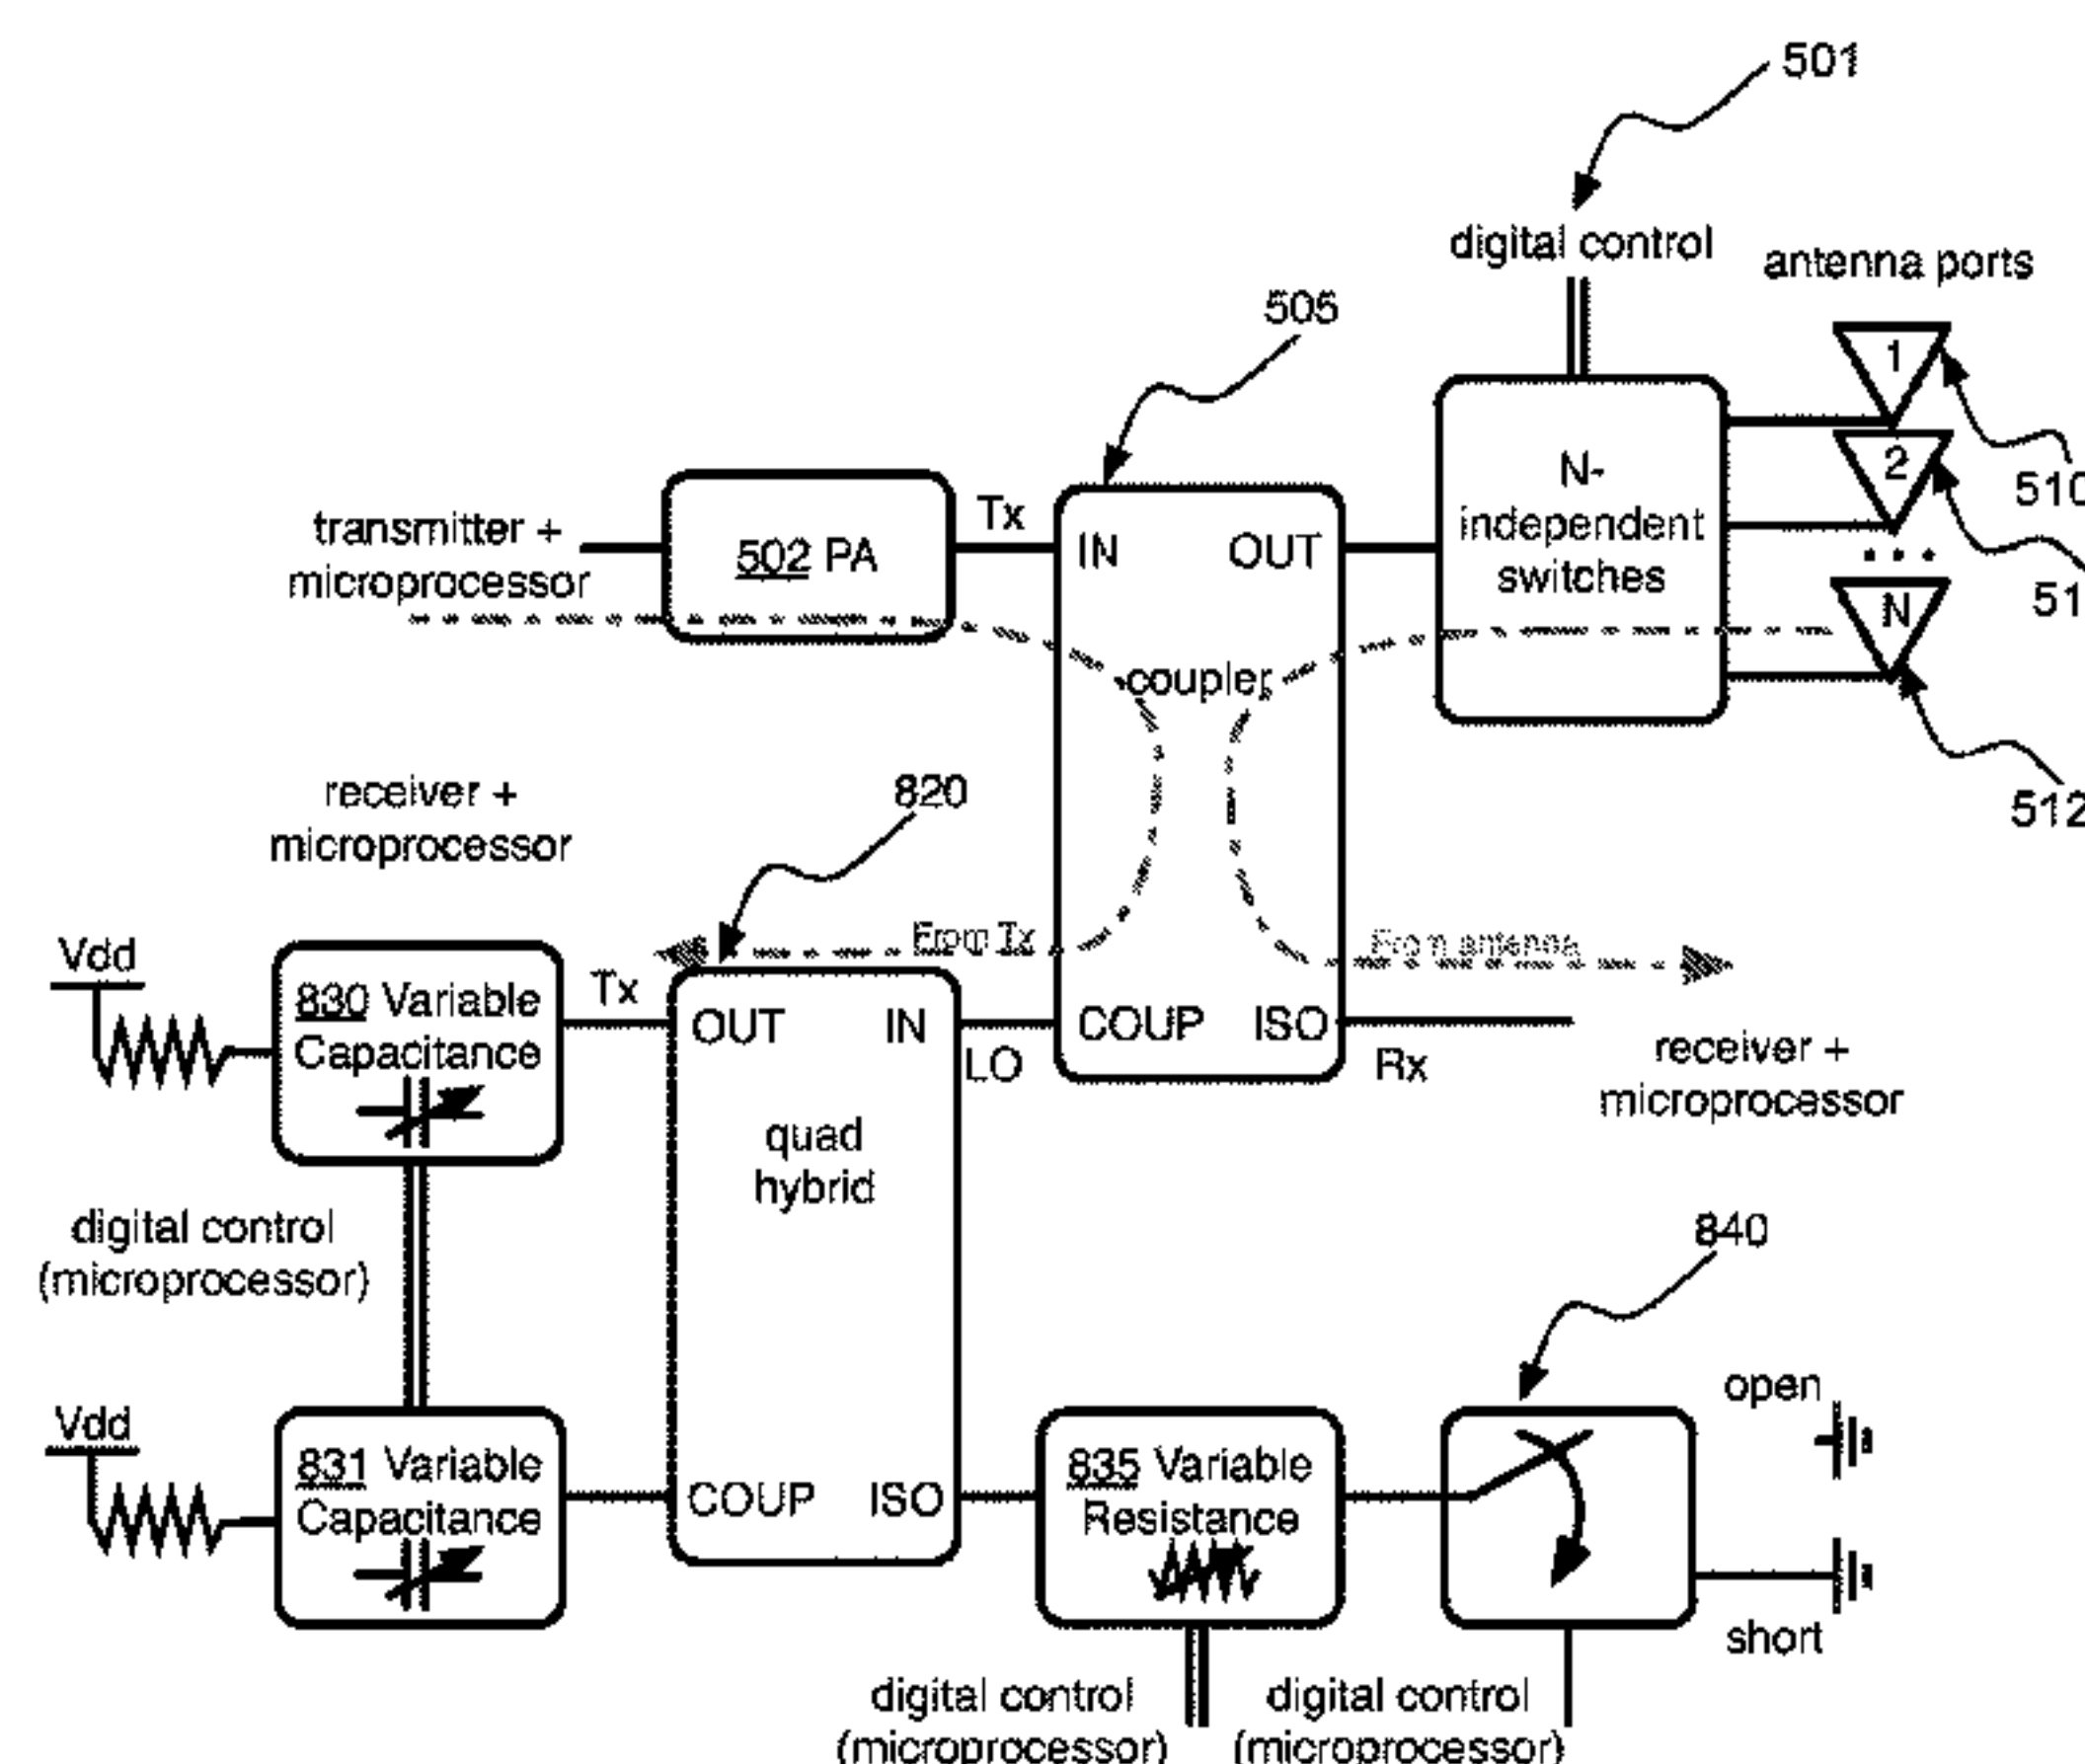 501
digital control
antenna ports
505
1
2
N
510
51
512
transmitter +
microprocessor
502 PA
Tx
IN
OUT
N-
independent
switches
coupler
receiver +
microprocessor
820
From Tx
From antenna
Vdd
830 Variable
Capacitance
Tx
OUT
IN
LO
COUP
ISO
Rx
receiver +
microprocessor
quad
hybrid
digital control
(microprocessor)
840
open
Vdd
831 Variable
Capacitance
COUP
ISO
835 Variable
Resistance
short
digital control
(microprocessor)
digital control
(microprocessor)